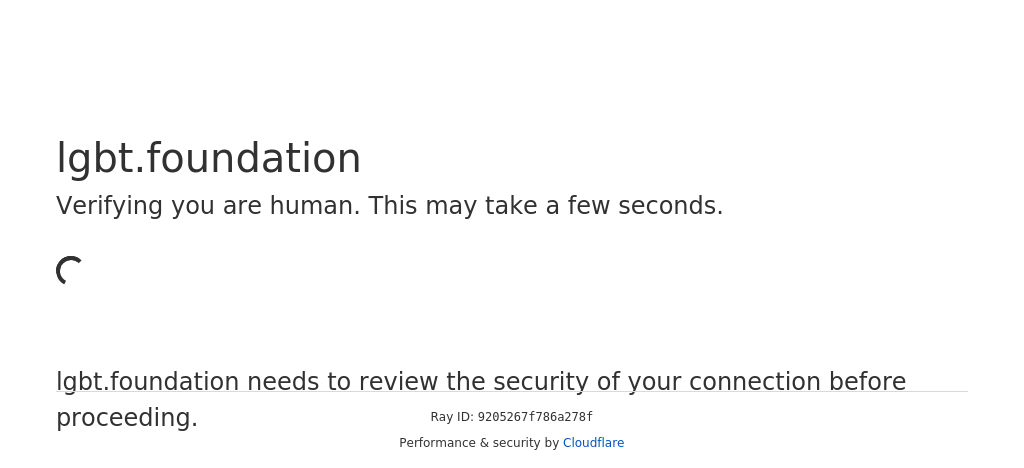 lgbt.foundation
Verifying you are human. This may take a few seconds.
lgbt.foundation needs to review the security of your connection before
proceeding.
Ray ID: 9205267f786a278f
Performance & security by Cloudflare